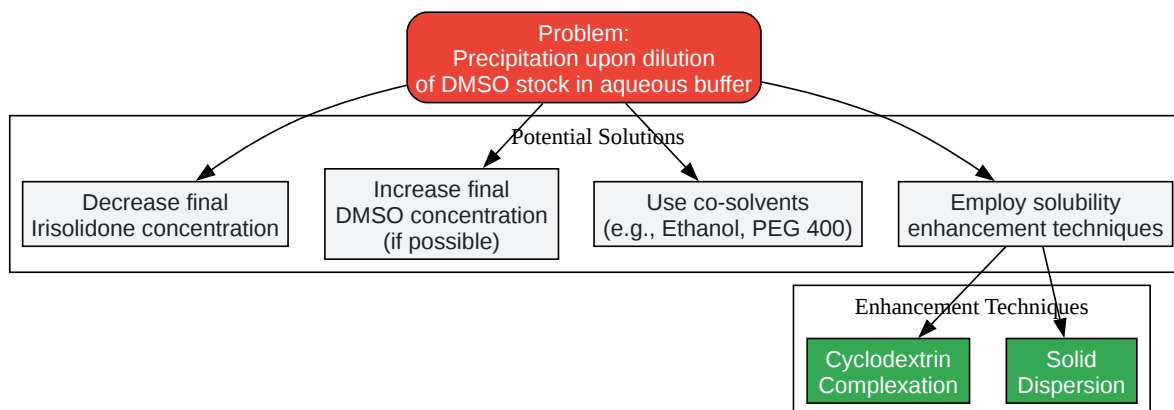 Problem:
Precipitation upon dilution
of DMSO stock in aqueous buffer
Potential Solutions
Decrease final
Irisolidone concentration
Increase final
DMSO concentration
(if possible)
Use co-solvents
(e.g., Ethanol, PEG 400)
Employ solubility
enhancement techniques
Enhancement Techniques
Cyclodextrin
Complexation
Solid
Dispersion